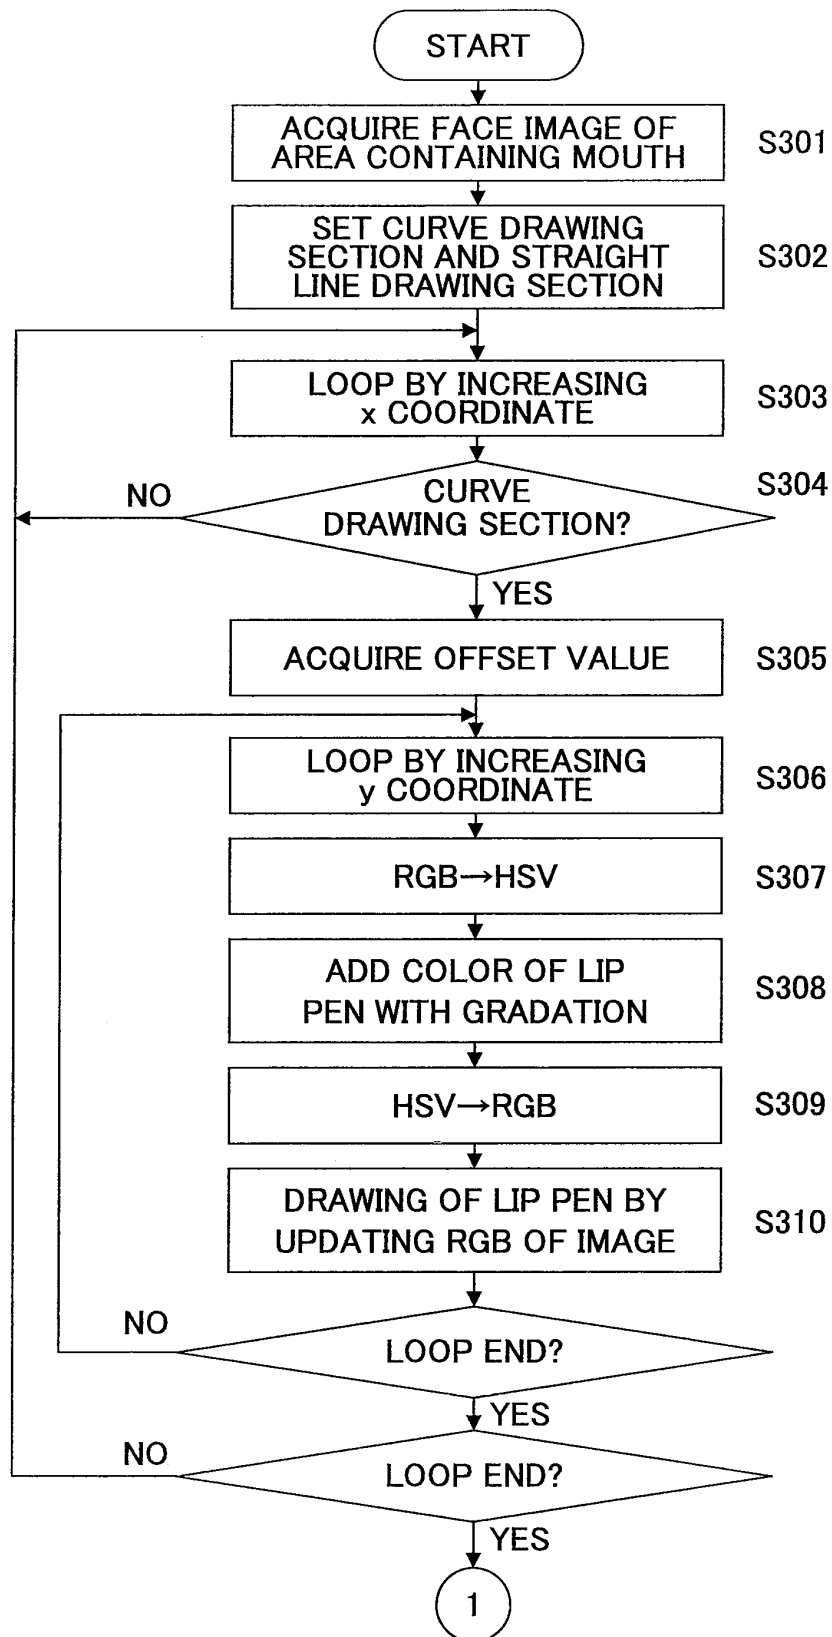 START
ACQUIRE FACE IMAGE OF
AREA CONTAINING MOUTH
S301
SET CURVE DRAWING
SECTION AND STRAIGHT
LINE DRAWING SECTION
S302
LOOP BY INCREASING
x COORDINATE
S303
NO
CURVE
DRAWING SECTION?
S304
YES
ACQUIRE OFFSET VALUE
S305
LOOP BY INCREASING
y COORDINATE
S306
RGB→HSV
S307
ADD COLOR OF LIP
PEN WITH GRADATION
S308
HSV→RGB
S309
DRAWING OF LIP PEN BY
UPDATING RGB OF IMAGE
S310
NO
LOOP END?
YES
NO
LOOP END?
YES
1